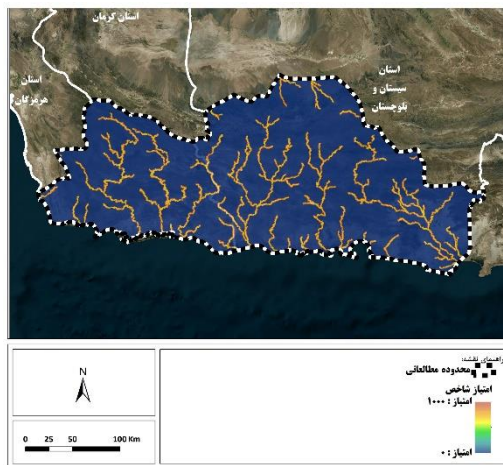 استان کرمان
استان
هرمزگان
استان
سیستان و
بلوچستان
N
0 25 50 100 Km
راهنمای نقشه:
محدوده مطالعاتی
امتیاز شاخص
امتیاز : ۱۰۰۰
امتیاز : ۰